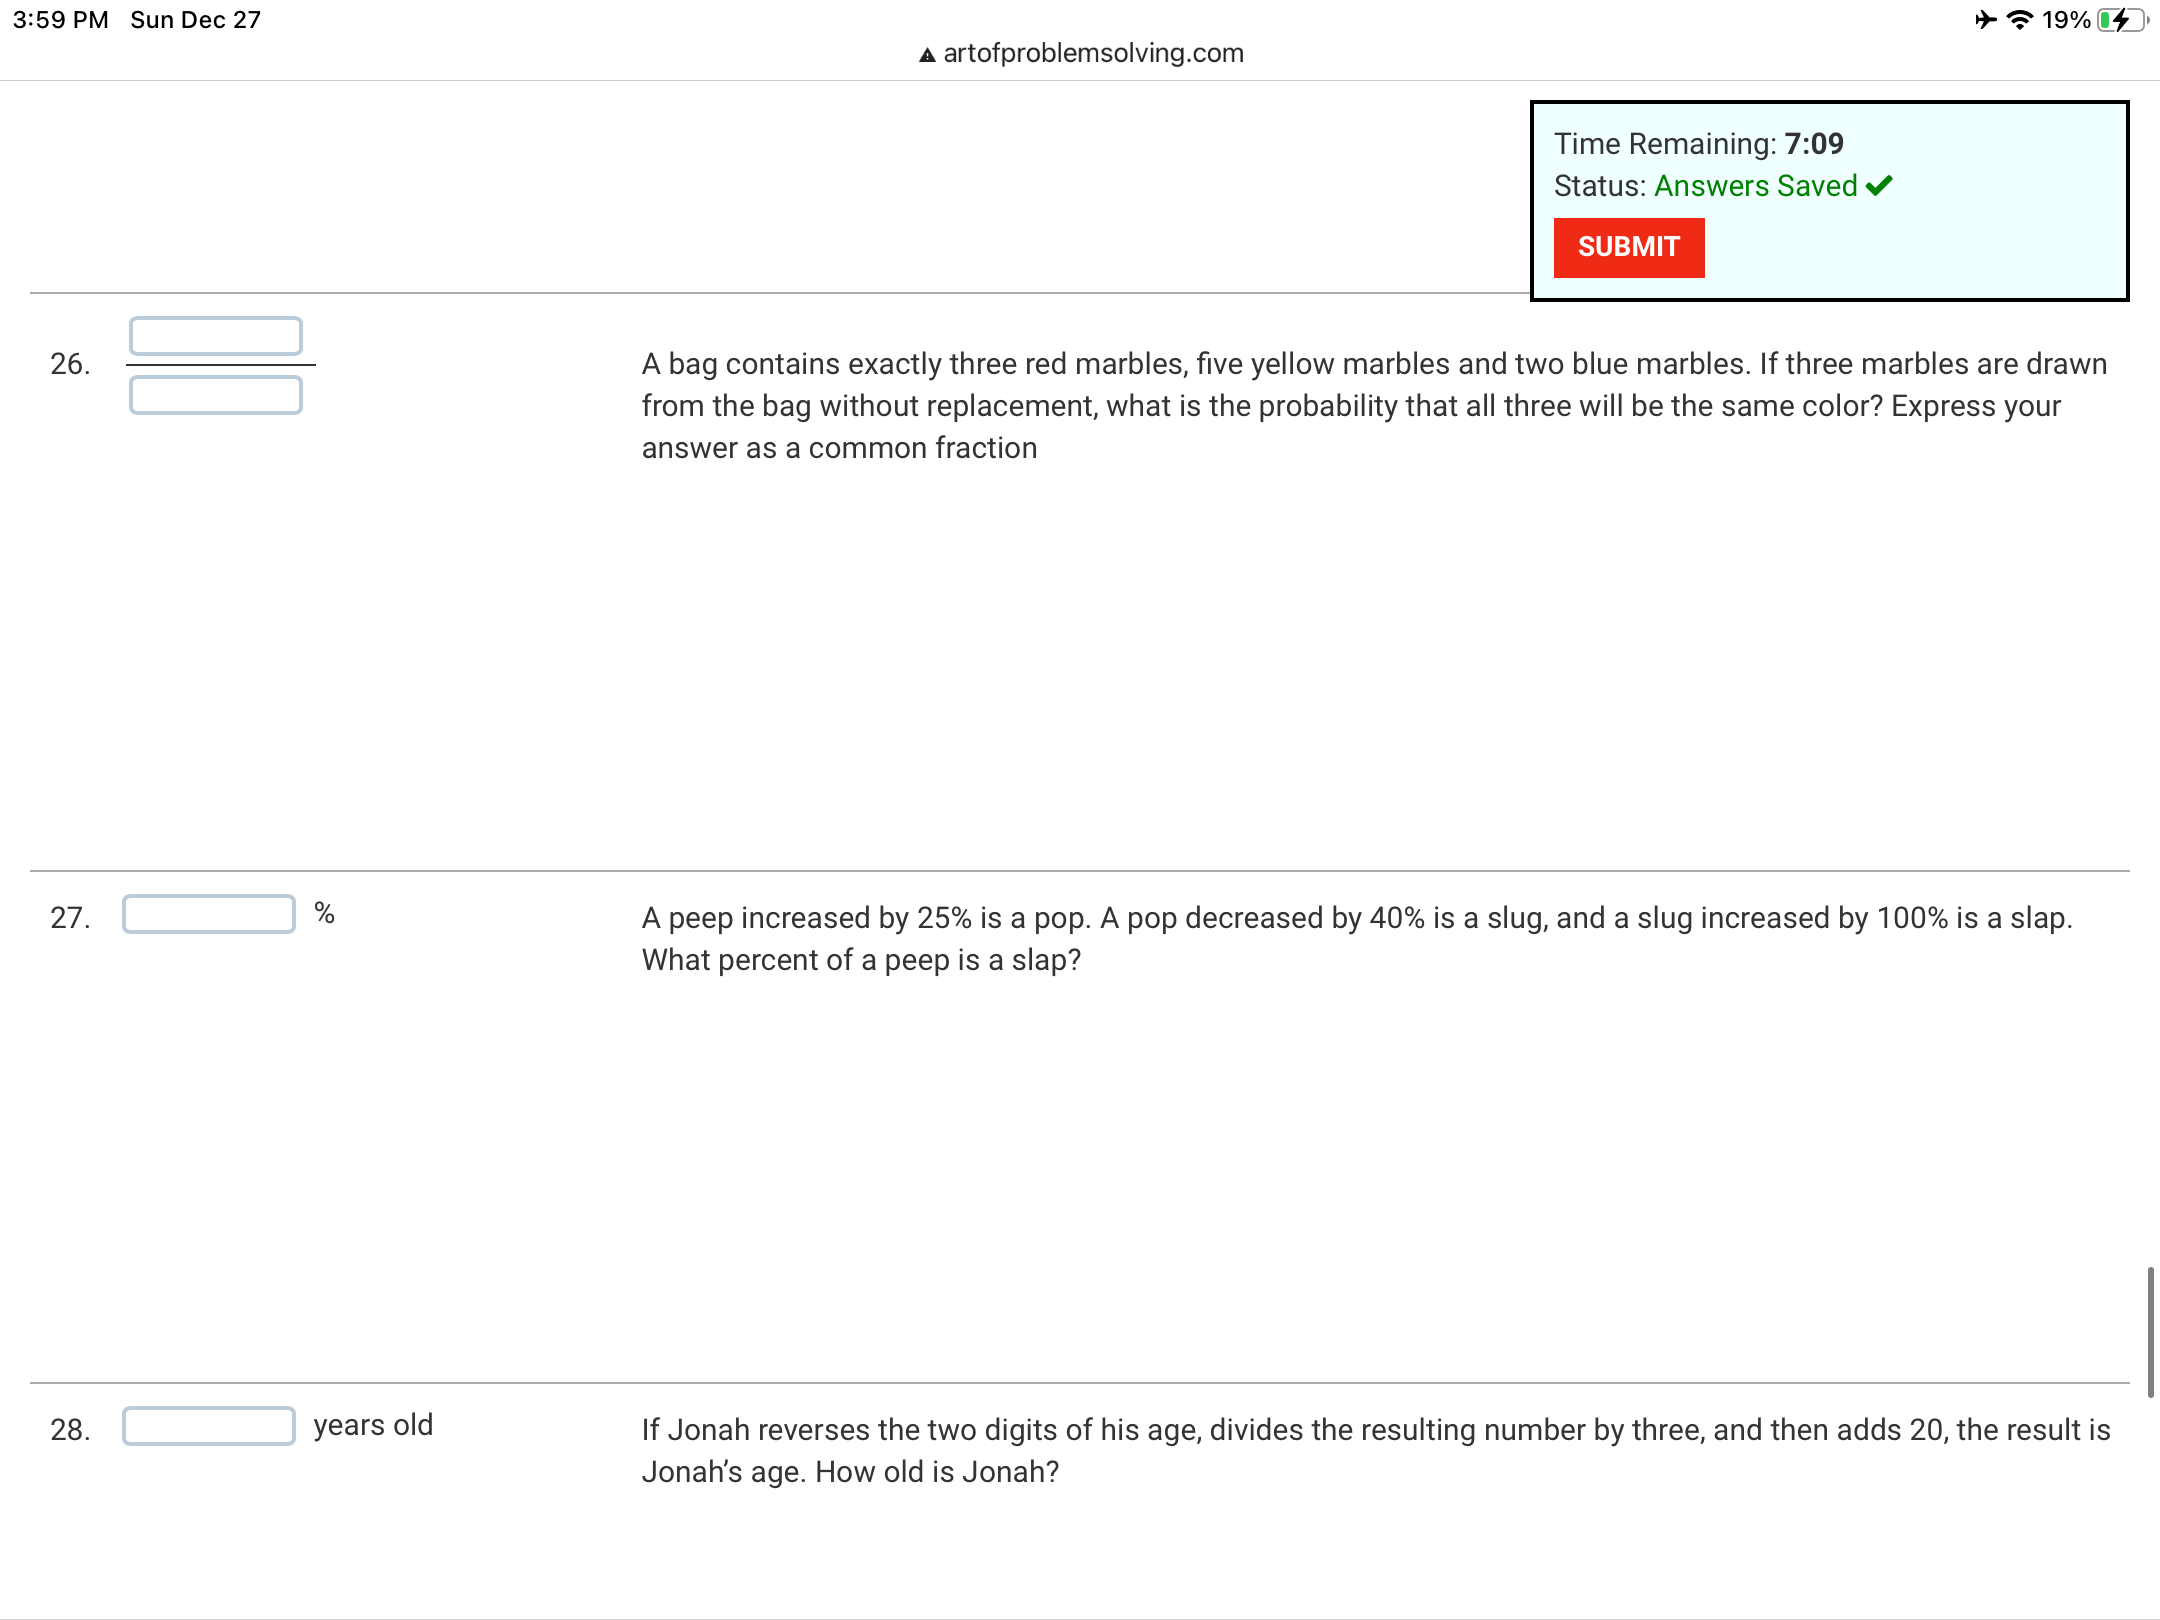 3:59 PM Sun Dec 27
19%
artofproblemsolving.com
Time Remaining: 7:09
Status: Answers Saved ✔
SUBMIT
26.
A bag contains exactly three red marbles, five yellow marbles and two blue marbles. If three marbles are drawn
from the bag without replacement, what is the probability that all three will be the same color? Express your
answer as a common fraction
27.
%
A peep increased by 25% is a pop. A pop decreased by 40% is a slug, and a slug increased by 100% is a slap.
What percent of a peep is a slap?
28.
years old
If Jonah reverses the two digits of his age, divides the resulting number by three, and then adds 20, the result is
Jonah’s age. How old is Jonah?